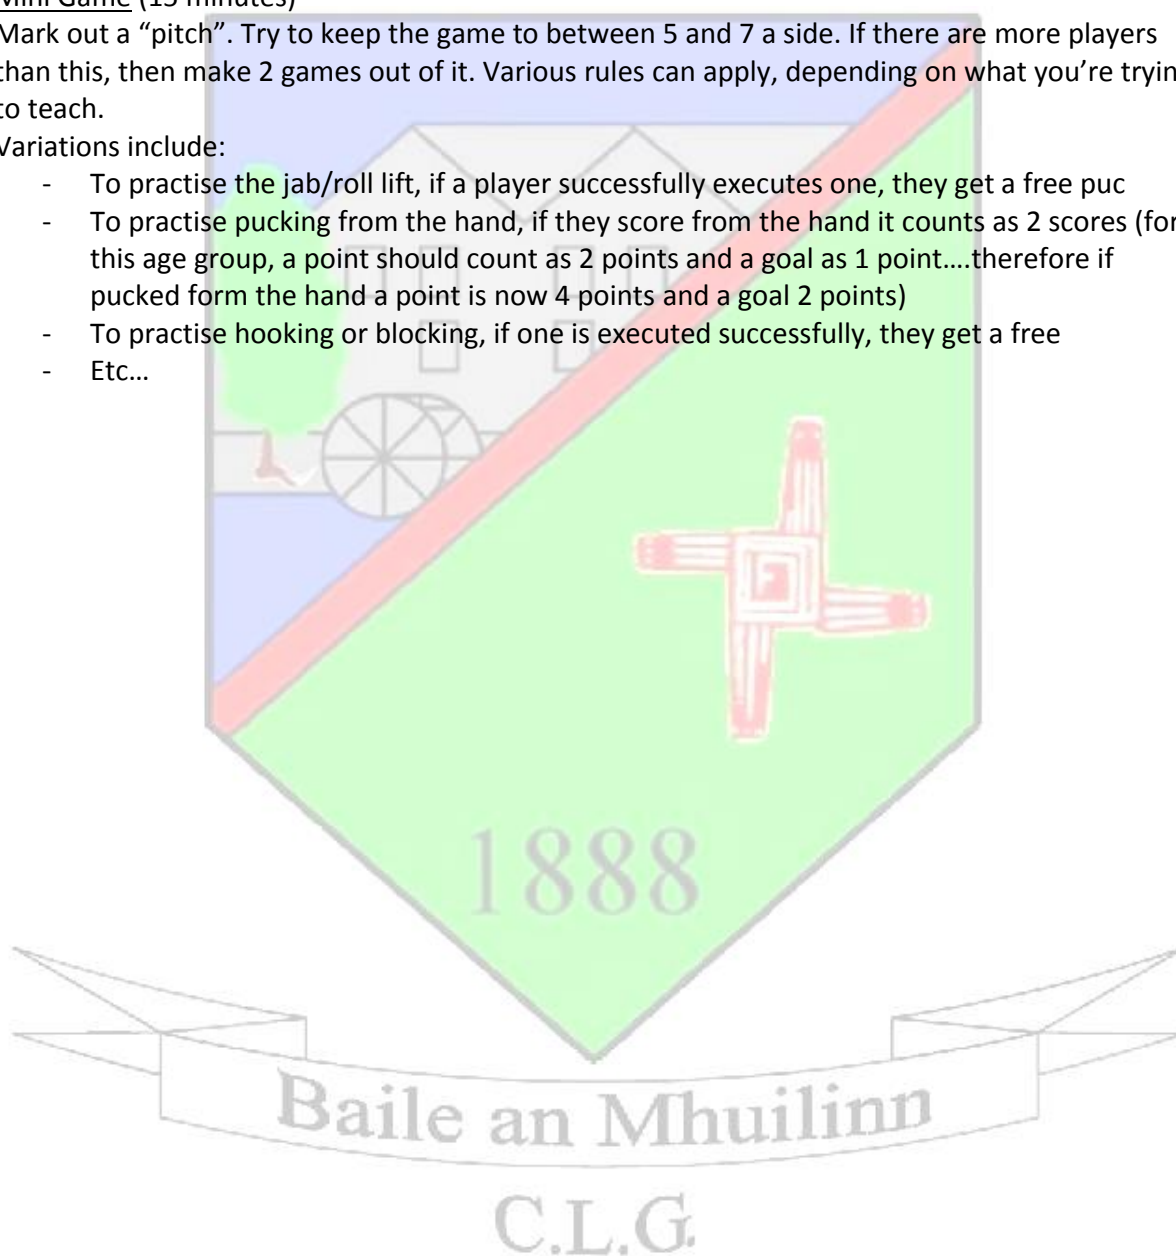 Mini Game (15 minutes)
Mark out a “pitch”. Try to keep the game to between 5 and 7 a side. If there are more players
than this, then make 2 games out of it. Various rules can apply, depending on what you’re tryin
to teach.
Variations include:
- To practise the jab/roll lift, if a player successfully executes one, they get a free puc
- To practise pucking from the hand, if they score from the hand it counts as 2 scores (for
this age group, a point should count as 2 points and a goal as 1 point….therefore if
pucked form the hand a point is now 4 points and a goal 2 points)
- To practise hooking or blocking, if one is executed successfully, they get a free
- Etc…
1888
Baile an Mhuilinn
C.L.G.